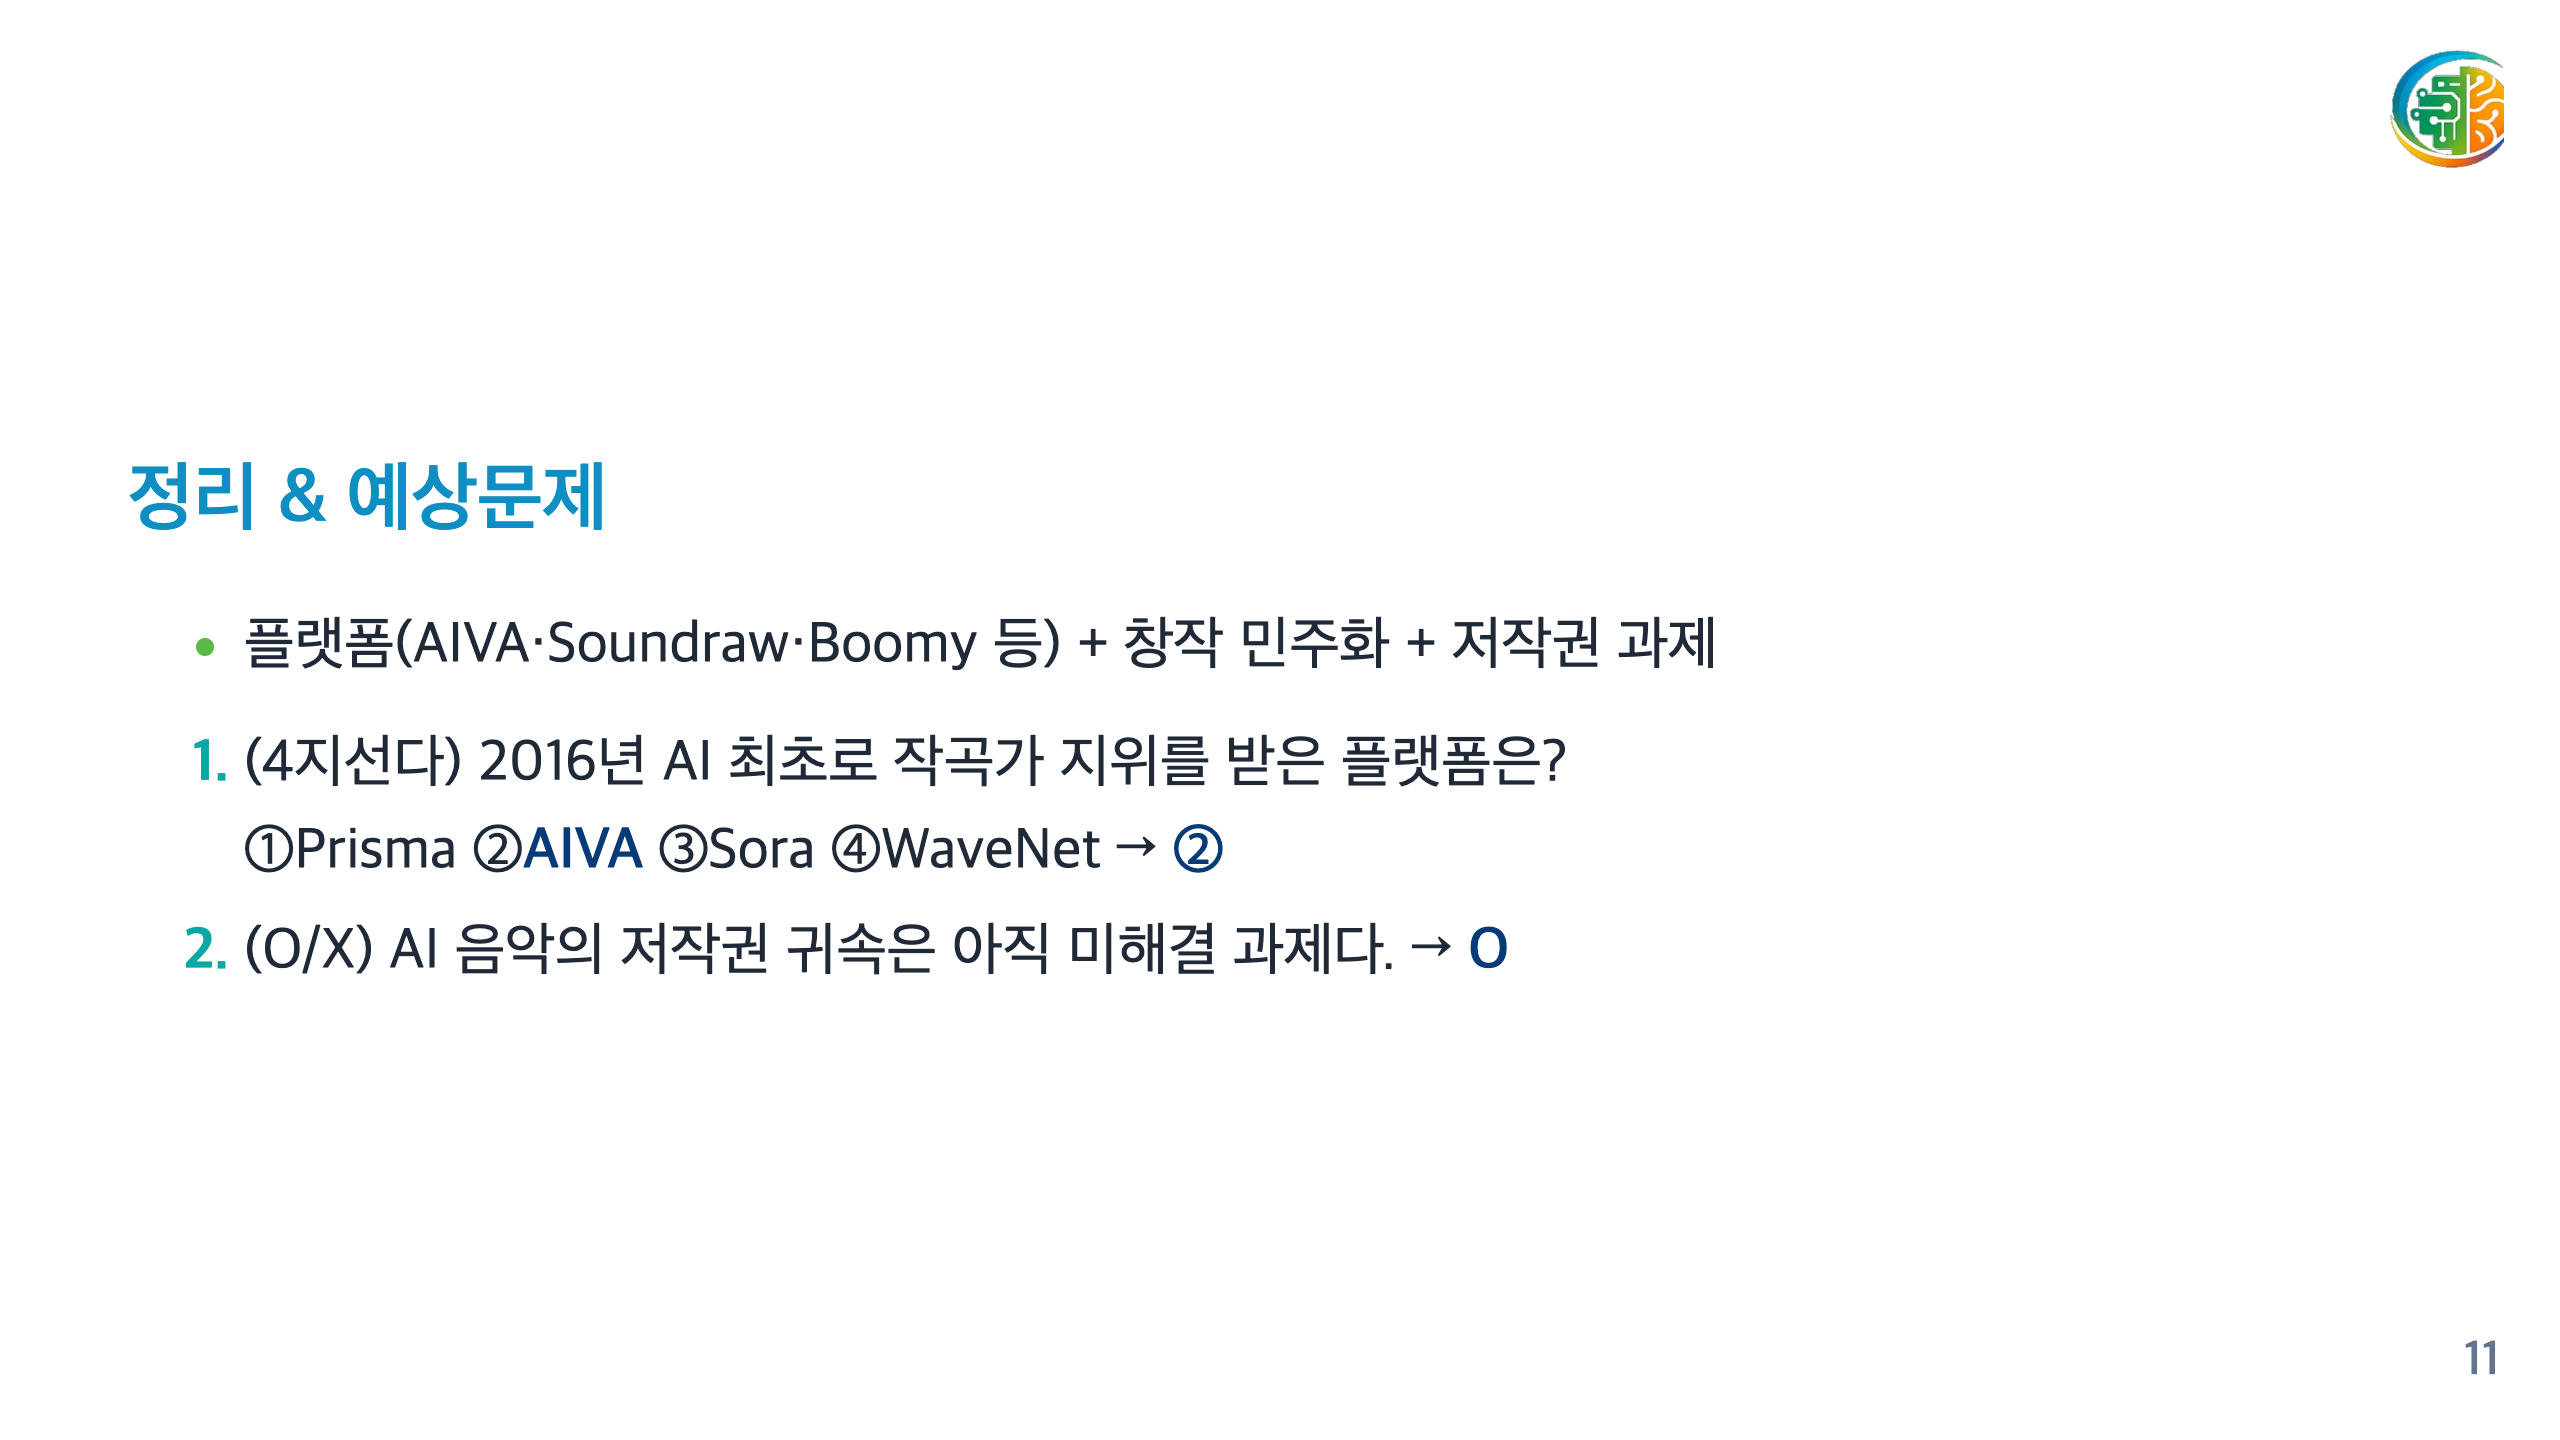 정리 & 예상문제
• 플랫폼(AIVA·Soundraw·Boomy 등) + 창작 민주화 + 저작권 과제
1. (4지선다) 2016년 AI 최초로 작곡가 지위를 받은 플랫폼은?
①Prisma ②AIVA ③Sora ④WaveNet → ②
2. (O/X) AI 음악의 저작권 귀속은 아직 미해결 과제다. → O
11